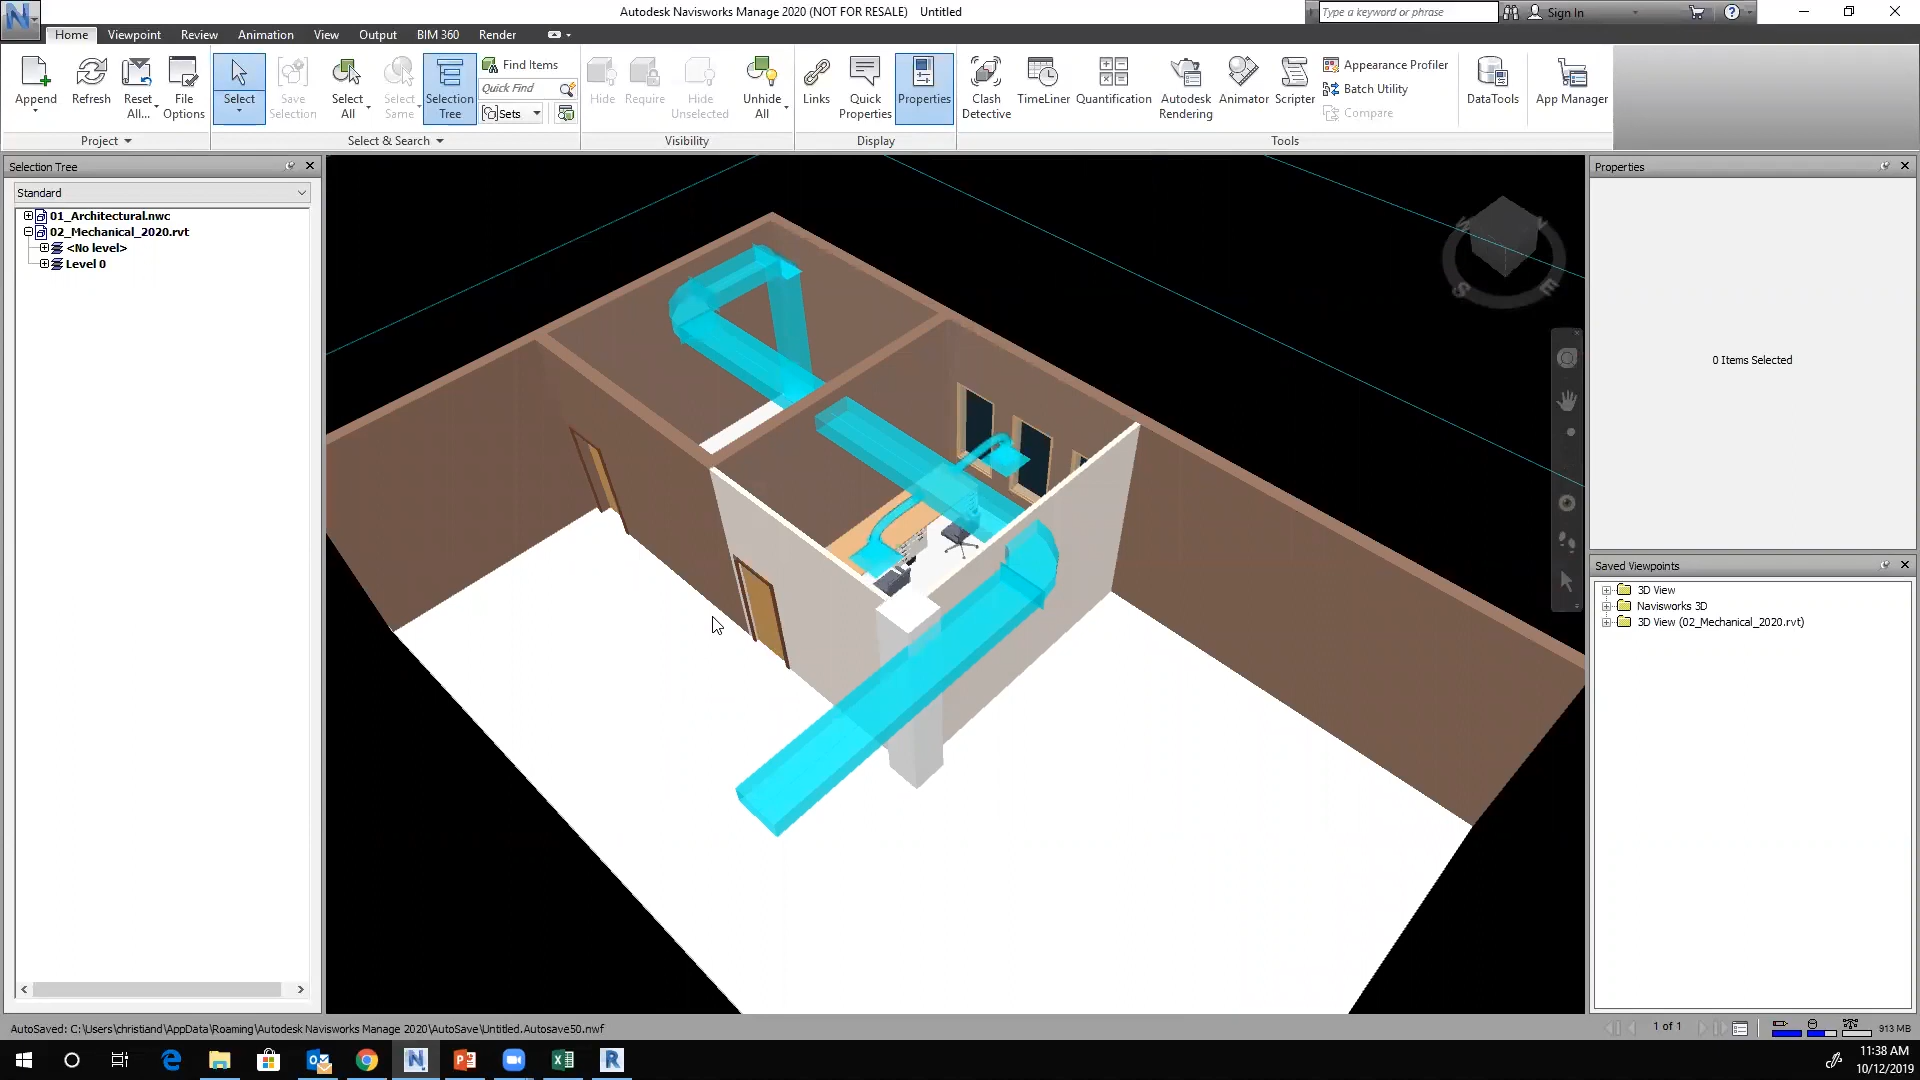 Autodesk Navisworks Manage 2020 (NOT FOR RESALE) Untitled
Type a keyword or phrase
Sign In
Home Viewpoint Review Animation View Output BIM 360 Render
Append
Refresh
Reset All...
File Options
Project
Select
Save Selection
Select All
Select Same
Selection Tree
Find Items
Quick Find
Sets
Select & Search
Hide
Require
Hide Unselected
Unhide All
Visibility
Links
Quick Properties
Properties
Display
Clash Detective
TimeLiner
Quantification
Autodesk Rendering
Animator
Scripter
Appearance Profiler
Batch Utility
Compare
Tools
DataTools
App Manager
Selection Tree
Standard
01_Architectural.nwc
02_Mechanical_2020.rvt
<No level>
Level 0
W
N
S
E
Properties
0 Items Selected
Saved Viewpoints
3D View
Navisworks 3D
3D View (02_Mechanical_2020.rvt)
AutoSaved: C:\Users\christiand\AppData\Roaming\Autodesk Navisworks Manage 2020\AutoSave\Untitled.Autosave50.nwf
1 of 1
913 MB
11:38 AM
10/12/2019